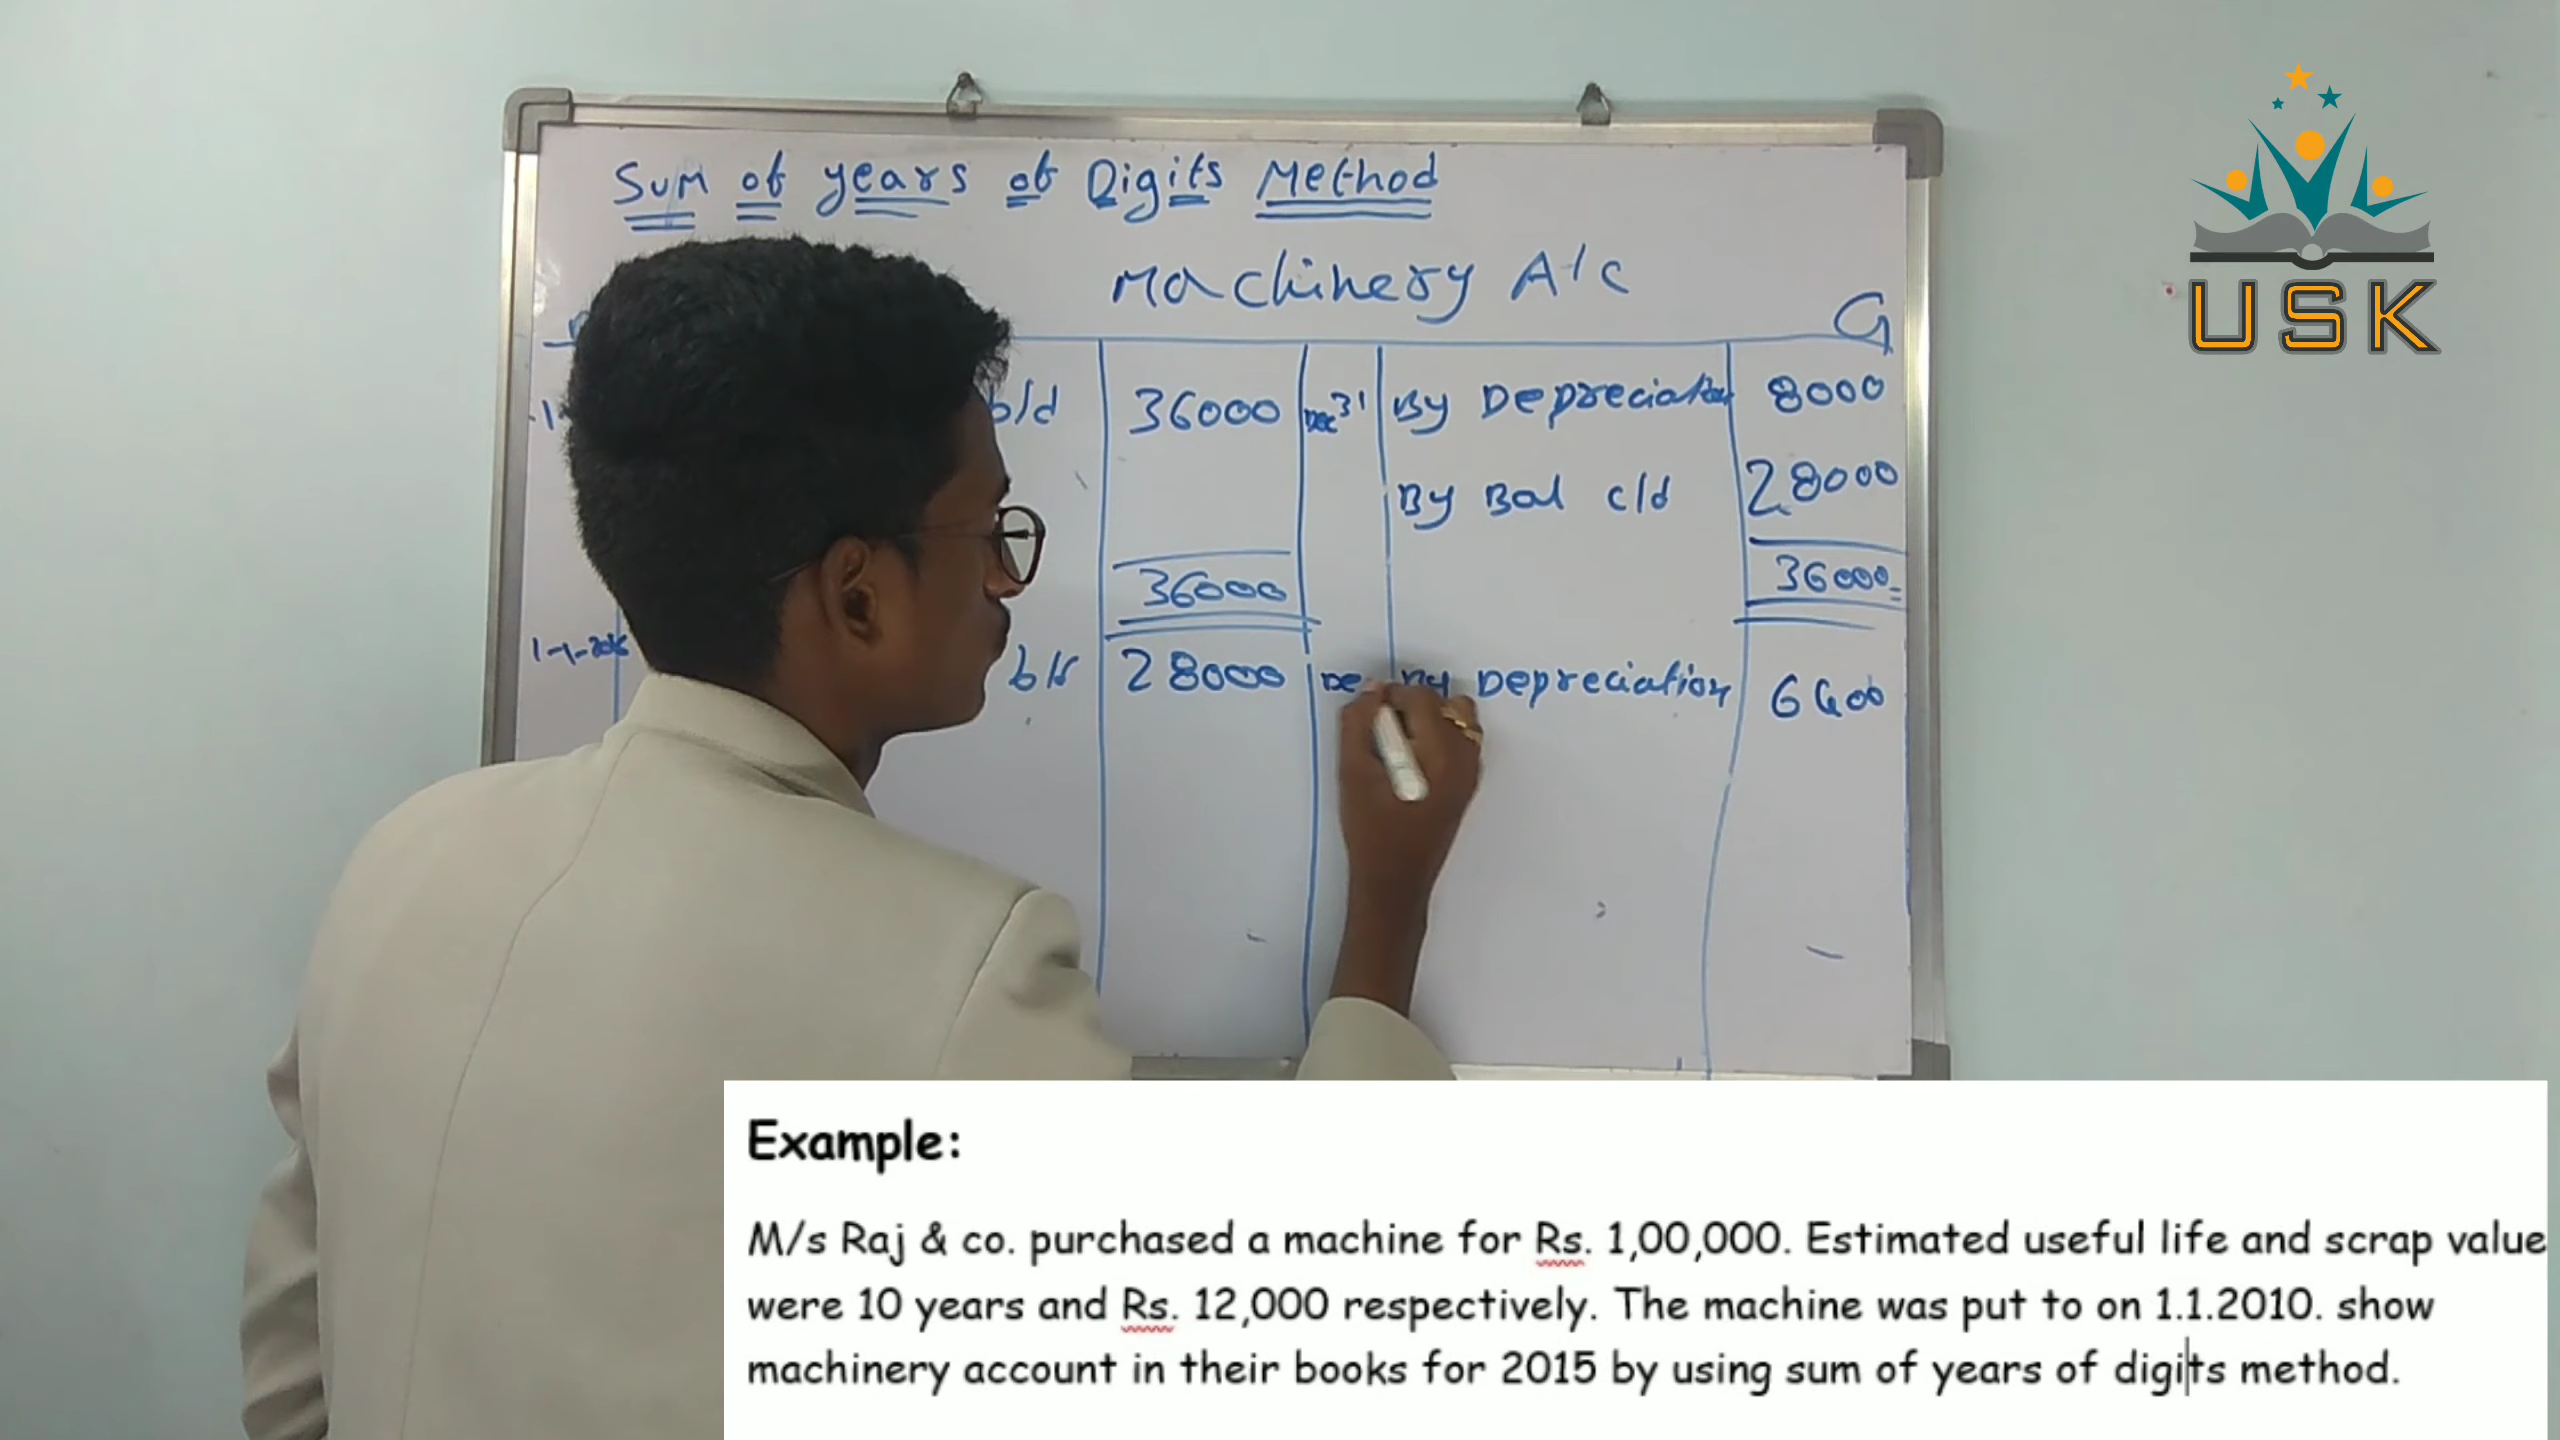 Sum of years of Digits Method
Machinery A/c
b/d 36000 Dec 31 By Depreciation 8000
By Bal c/d 28000
36000 36000
1-1-2016 b/d 28000 De By Depreciation 6400
USK
Example:
M/s Raj & co. purchased a machine for Rs. 1,00,000. Estimated useful life and scrap value
were 10 years and Rs. 12,000 respectively. The machine was put to on 1.1.2010. show
machinery account in their books for 2015 by using sum of years of digits method.